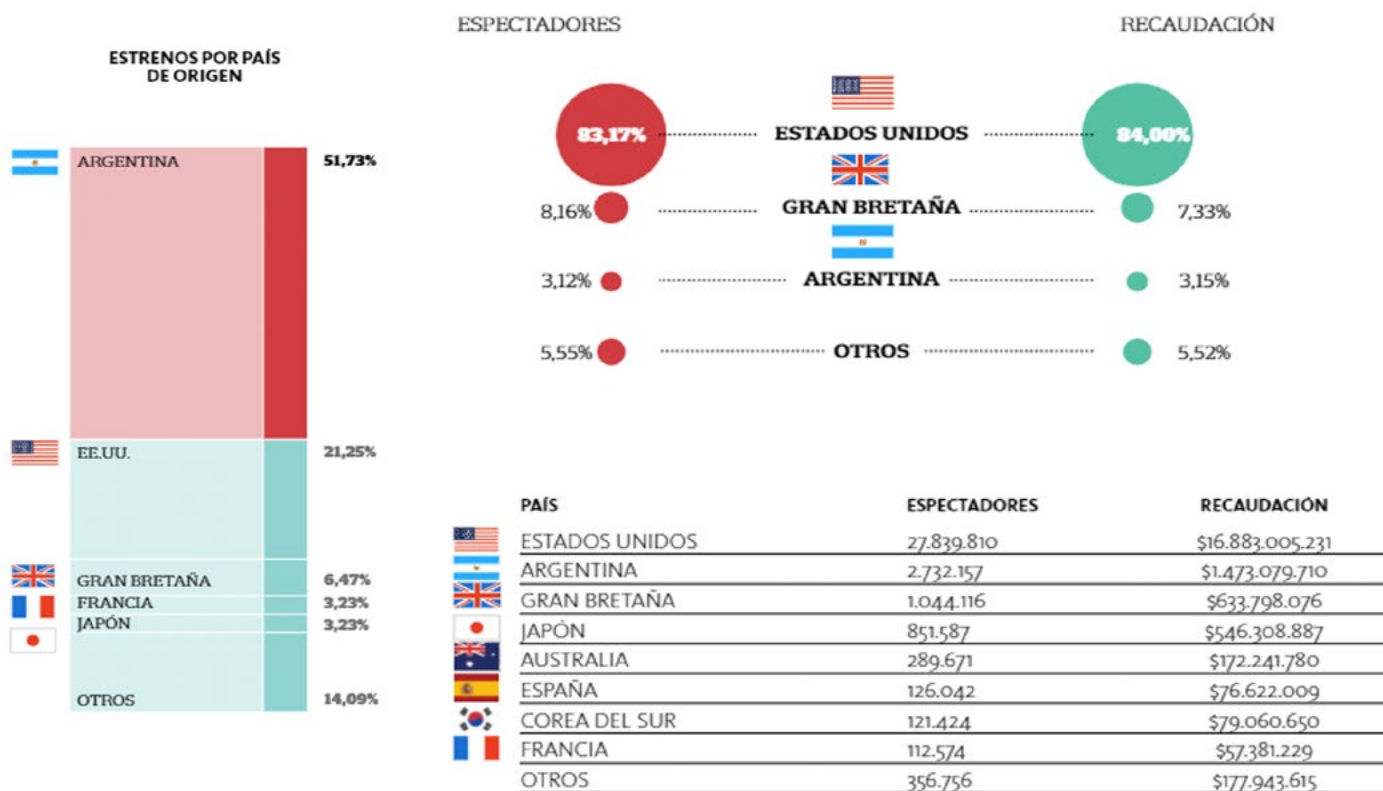 ESTRENOS POR PAÍS
DE ORIGEN
ARGENTINA 51,73%
EE.UU. 21,25%
GRAN BRETAÑA 6,47%
FRANCIA 3,23%
JAPÓN 3,23%
OTROS 14,09%
ESPECTADORES RECAUDACIÓN
83,17% ESTADOS UNIDOS 84,00%
8,16% GRAN BRETAÑA 7,33%
3,12% ARGENTINA 3,15%
5,55% OTROS 5,52%
PAÍS ESPECTADORES RECAUDACIÓN
ESTADOS UNIDOS 27.839.810 $16.883.005.231
ARGENTINA 2.732.157 $1.473.079.710
GRAN BRETAÑA 1.044.116 $633.798.076
JAPÓN 851.587 $546.308.887
AUSTRALIA 289.671 $172.241.780
ESPAÑA 126.042 $76.622.009
COREA DEL SUR 121.424 $79.060.650
FRANCIA 112.574 $57.381.229
OTROS 356.756 $177.943.615